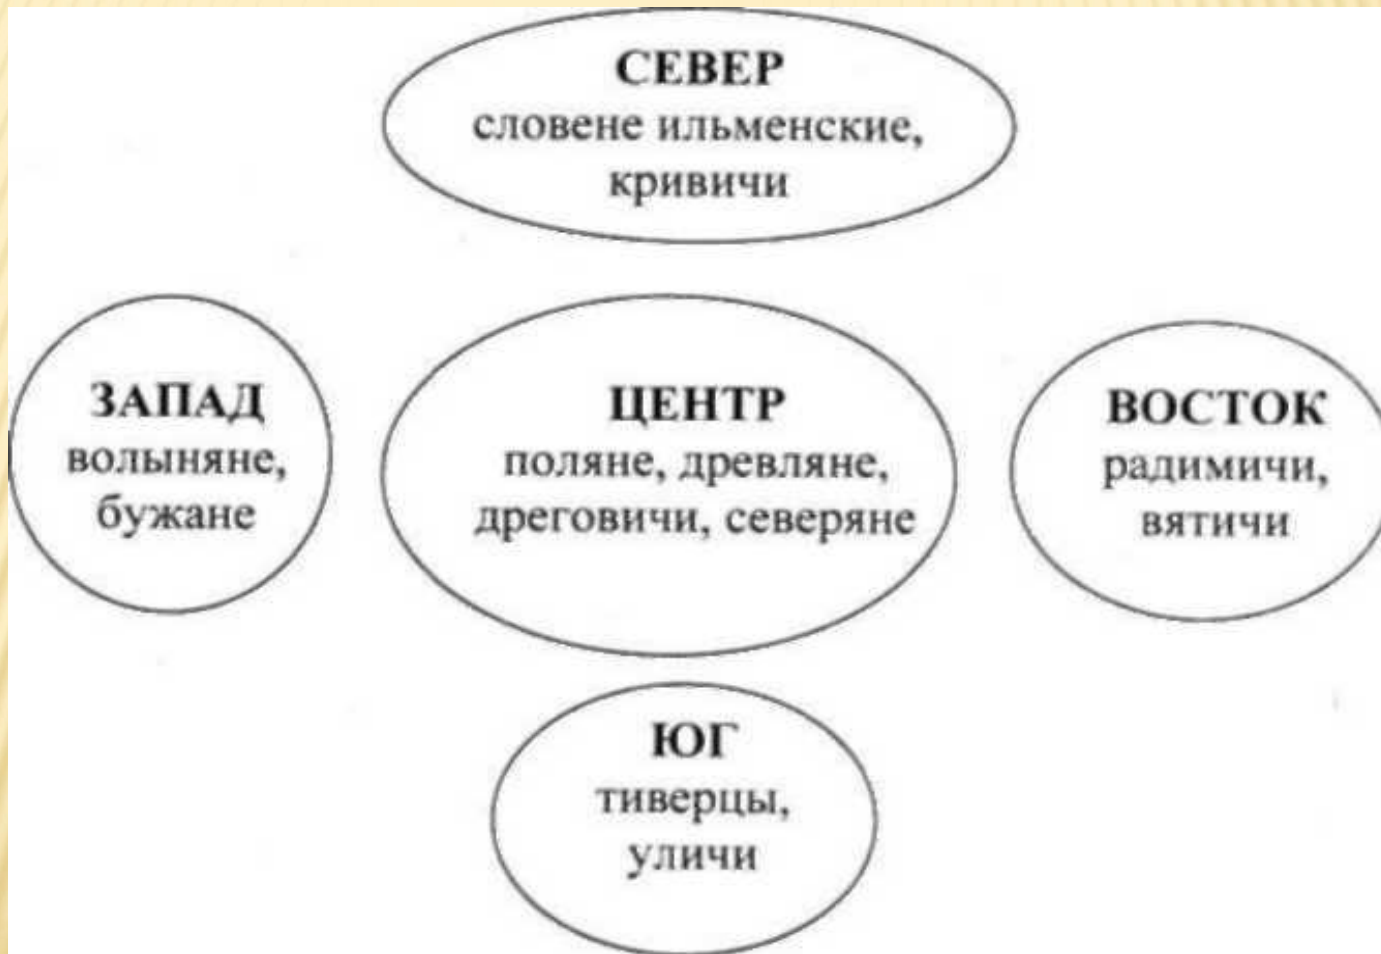 СЕВЕР
словене ильменские,
кривичи
ЗАПАД
волыняне,
бужане
ЦЕНТР
поляне, древляне,
дреговичи, северяне
ВОСТОК
радимичи,
вятичи
ЮГ
тиверцы,
уличи